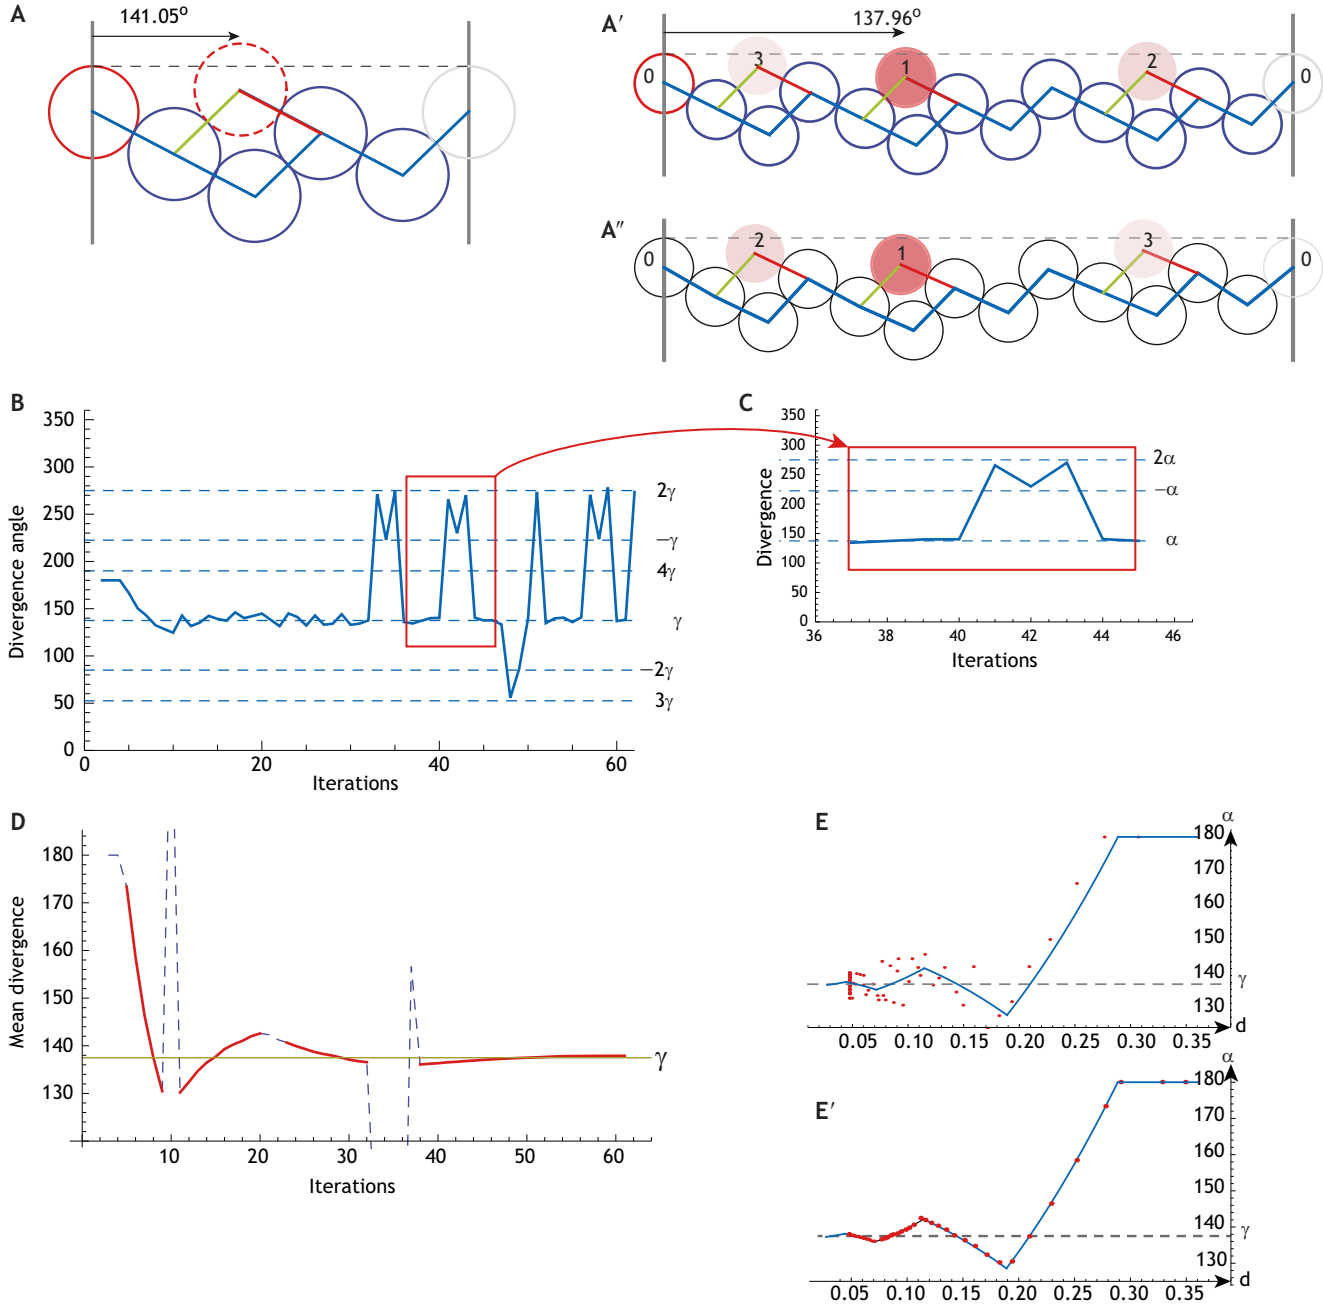 A
141.05°
A′
137.96°
0
3
1
2
0
A″
0
2
1
3
0
B
Divergence angle
350
300
250
200
150
100
50
0
0
20
40
60
Iterations
2γ
−γ
4γ
γ
−2γ
3γ
C
Divergence
350
300
250
200
150
100
50
0
36
38
40
42
44
46
Iterations
2α
−α
α
D
Mean divergence
180
170
160
150
140
130
10
20
30
40
50
60
Iterations
γ
E
α
180
170
160
150
140
130
γ
d
0.05
0.10
0.15
0.20
0.25
0.30
0.35
E′
α
180
170
160
150
140
130
γ
d
0.05
0.10
0.15
0.20
0.25
0.30
0.35